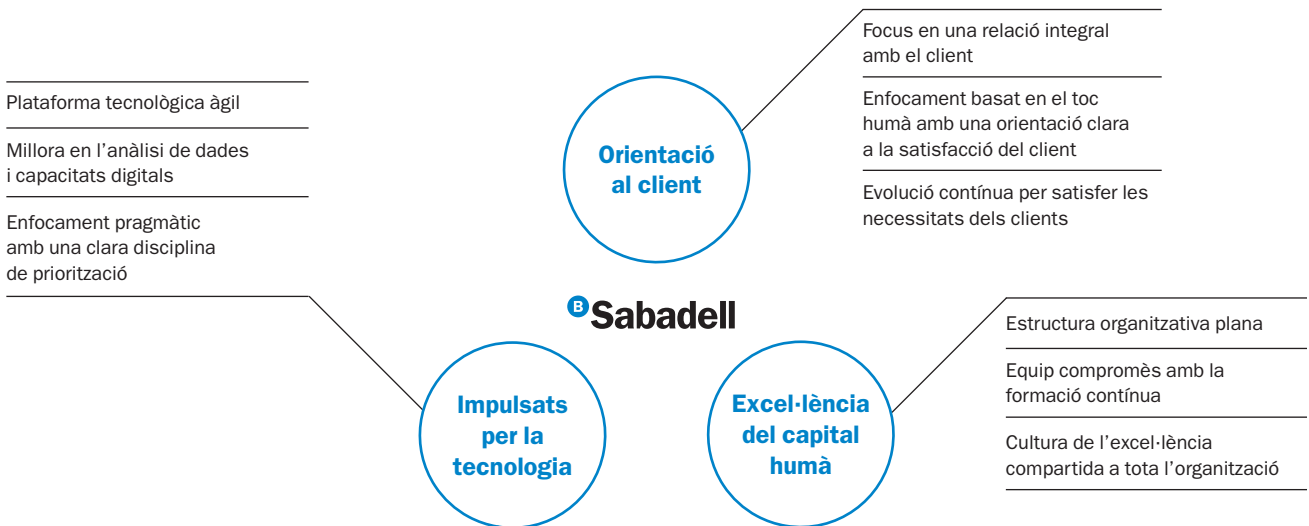 Plataforma tecnològica àgil
Millora en l’anàlisi de dades
i capacitats digitals
Enfocament pragmàtic
amb una clara disciplina
de priorització
Orientació
al client
Focus en una relació integral
amb el client
Enfocament basat en el toc
humà amb una orientació clara
a la satisfacció del client
Evolució contínua per satisfer les
necessitats dels clients
B Sabadell
Impulsats
per la
tecnologia
Excel·lència
del capital
humà
Estructura organitzativa plana
Equip compromès amb la
formació contínua
Cultura de l’excel·lència
compartida a tota l’organització